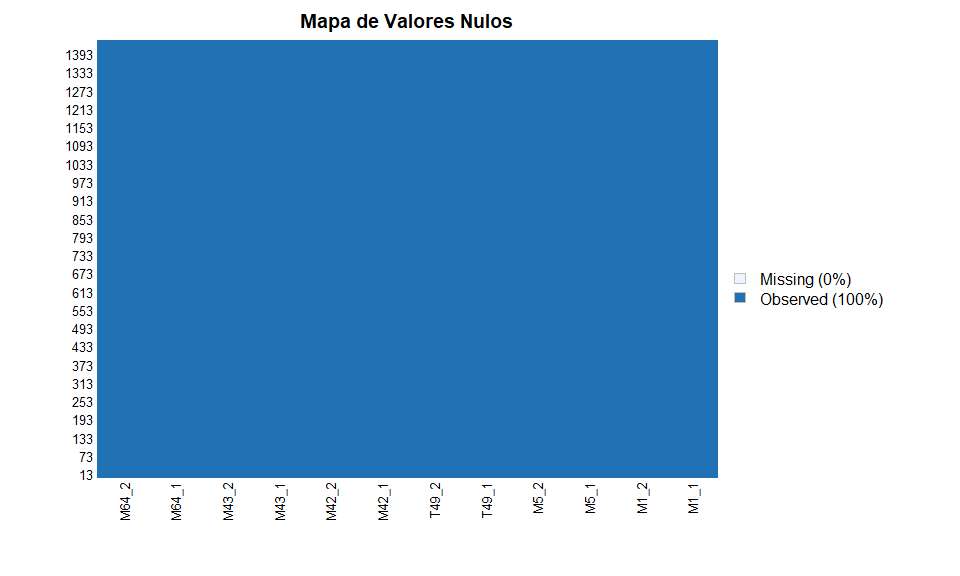 Mapa de Valores Nulos
1393
1333
1273
1213
1153
1093
1033
973
913
853
793
733
673
613
553
493
433
373
313
253
193
133
73
13
M64_2
M64_1
M43_2
M43_1
M42_2
M42_1
T49_2
T49_1
M5_2
M5_1
M1_2
M1_1
Missing (0%)
Observed (100%)